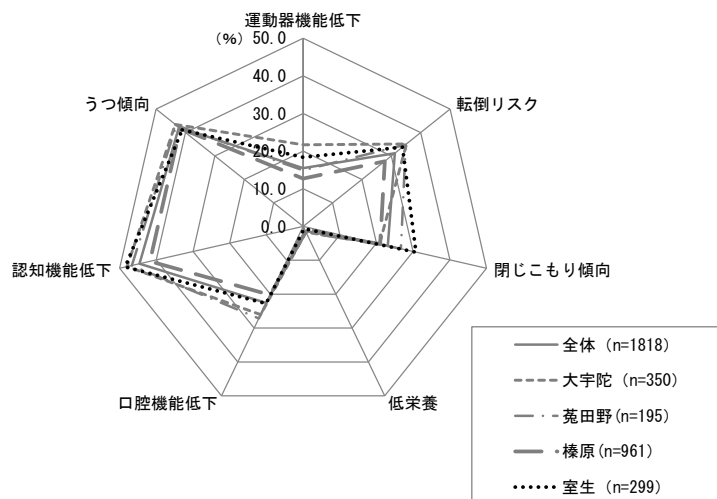 運動器機能低下
(%)
50.0
40.0
30.0
20.0
10.0
0.0
転倒リスク
閉じこもり傾向
低栄養
口腔機能低下
認知機能低下
うつ傾向
全体 (n=1818)
大宇陀 (n=350)
菟田野(n=195)
榛原(n=961)
室生 (n=299)